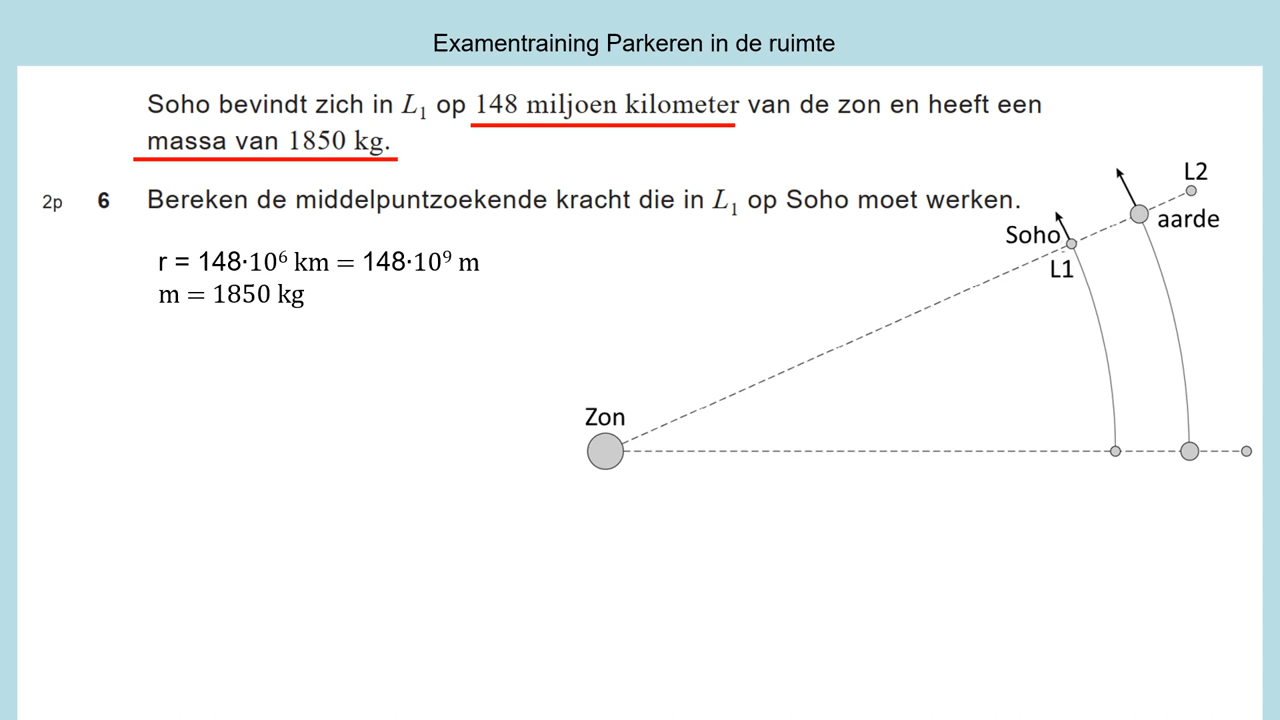 Examentraining Parkeren in de ruimte
Soho bevindt zich in L₁ op 148 miljoen kilometer van de zon en heeft een
massa van 1850 kg.
2p 6 Bereken de middelpuntzoekende kracht die in L₁ op Soho moet werken.
r = 148·10⁶ km = 148·10⁹ m
m = 1850 kg
L2
aarde
Soho
L1
Zon